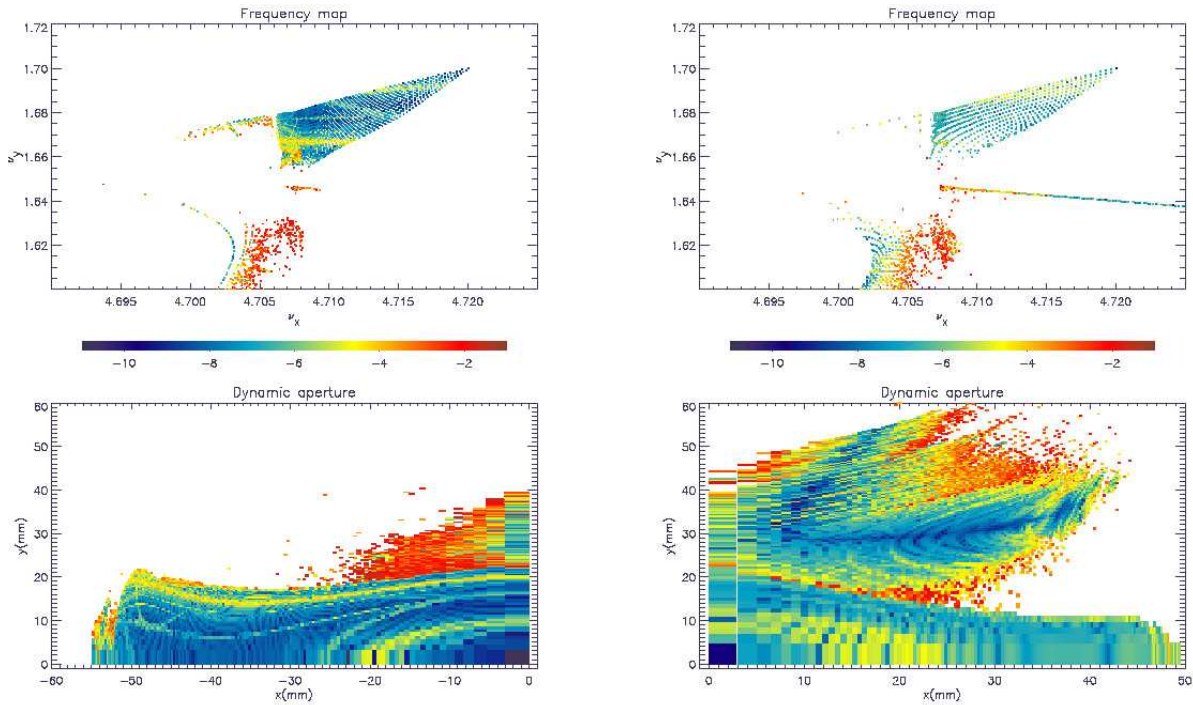 Frequency map
1.72
1.70
1.68
1.66
1.64
1.62
νy
4.695 4.700 4.705 4.710 4.715 4.720
νx
−10 −8 −6 −4 −2
Dynamic aperture
60
50
40
30
20
10
0
y(mm)
−60 −50 −40 −30 −20 −10 0
x(mm)
Frequency map
1.72
1.70
1.68
1.66
1.64
1.62
νy
4.695 4.700 4.705 4.710 4.715 4.720
νx
−10 −8 −6 −4 −2
Dynamic aperture
60
50
40
30
20
10
0
y(mm)
0 10 20 30 40 50
x(mm)